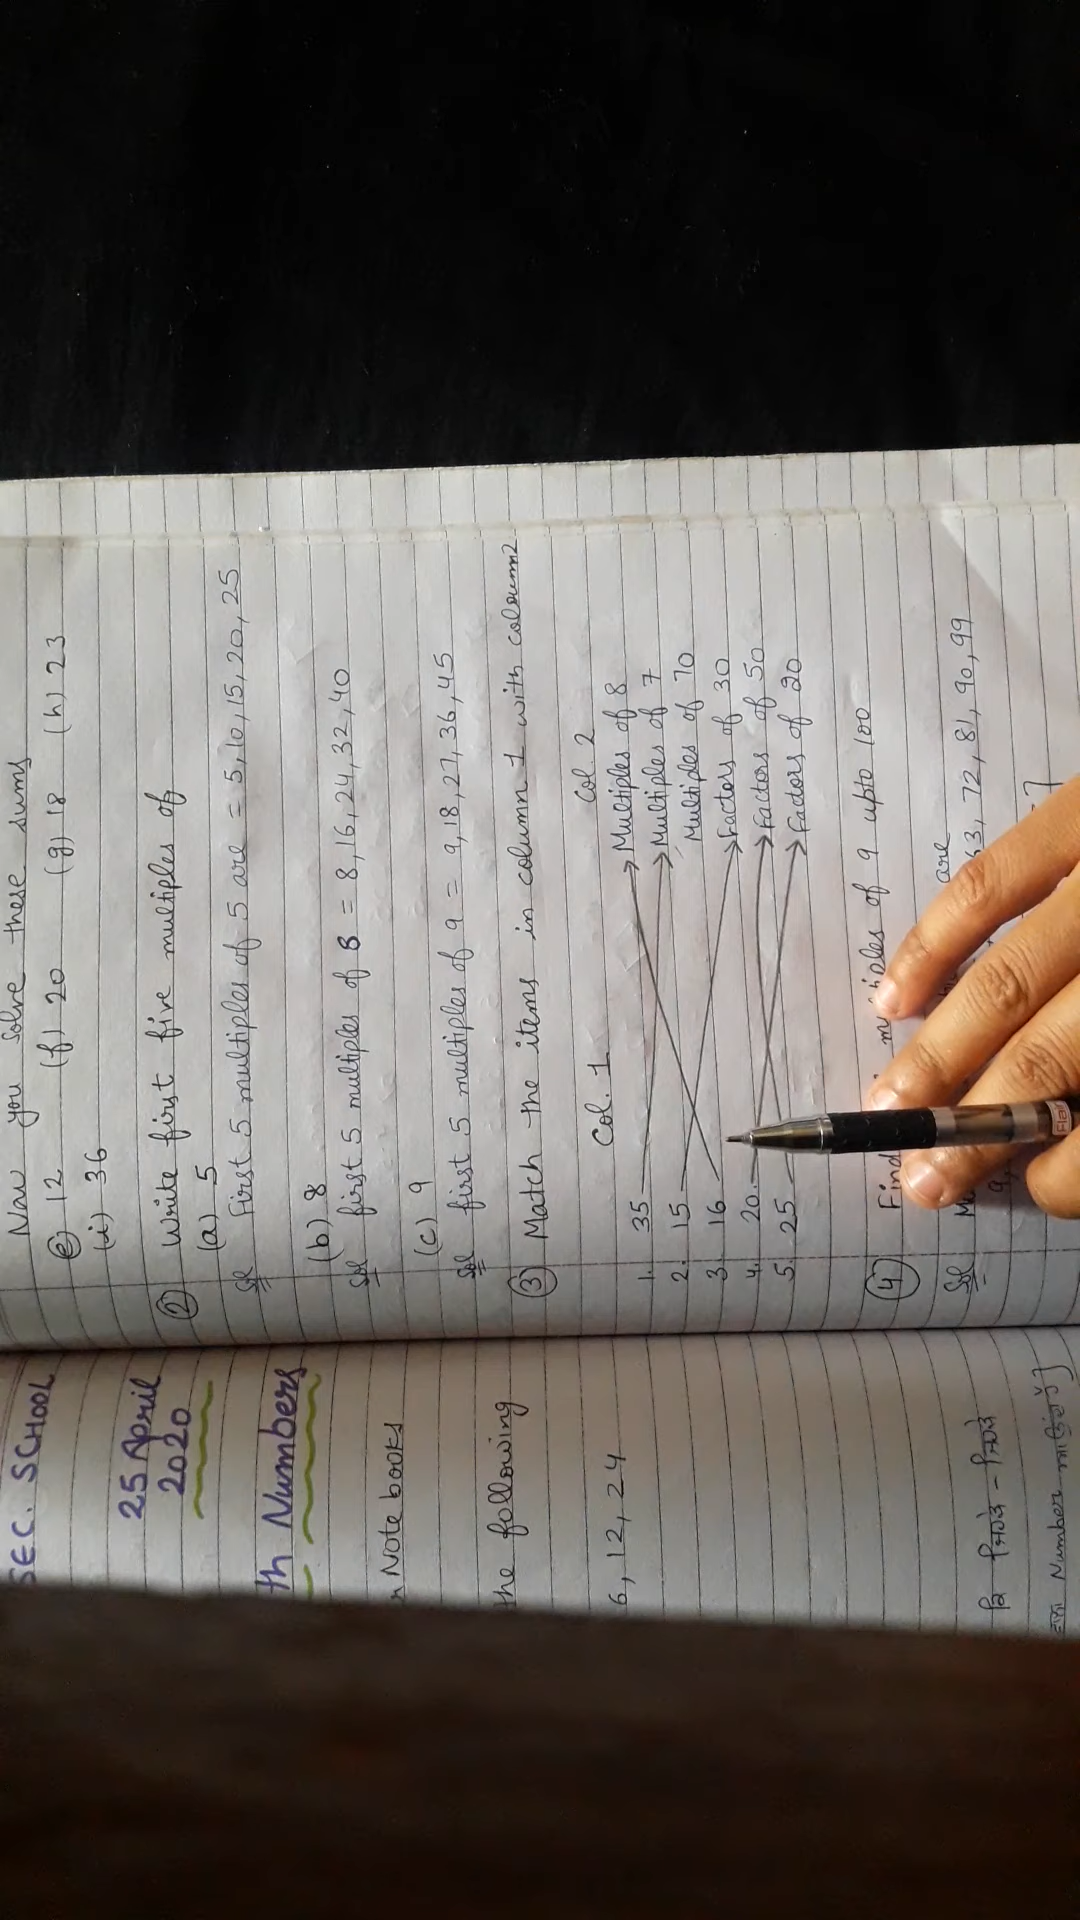 SEC. SCHOOL
25 April
2020
th Numbers
Note books
the following
6, 12, 24
Now you solve these sums
(e) 12 (f) 20 (g) 18 (h) 23
(i) 36
(2) Write first five multiples of
(a) 5
Sol First 5 multiples of 5 are = 5, 10, 15, 20, 25
(b) 8
Sol first 5 multiples of 8 = 8, 16, 24, 32, 40
(c) 9
Sol first 5 multiples of 9 = 9, 18, 27, 36, 45
(3) Match the items in column 1 with coloumn2
Col. 1 Col. 2
1. 35 Multiples of 8
2. 15 Multiples of 7
Multiples of 70
3. 16 Factors of 30
4. 20 Factors of 50
5. 25 Factors of 20
(4) Find multiples of 9 upto 100
Sol are
9, 63, 72, 81, 90, 99
Number
Flair